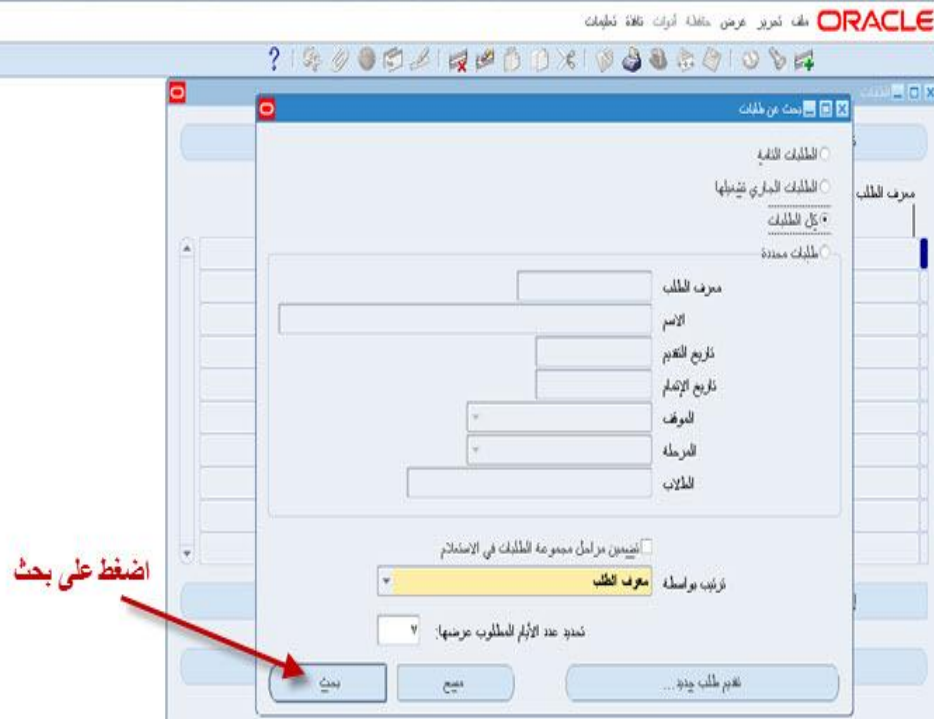 ORACLE ملف تحرير عرض حافظة أدوات نافذة تعليمات
الطلبات
بحث عن طلبات
الطلبات التامة
الطلبات الجاري تشغيلها
معرف الطلب
كل الطلبات
طلبات محددة
معرف الطلب
الاسم
تاريخ التقديم
تاريخ الإتمام
الموقف
المرحلة
الطالب
تضمين مراحل مجموعة الطلبات في الاستعلام
ترتيب بواسطة معرف الطلب
تحديد عدد الأيام المطلوب عرضها: ٧
تقديم طلب جديد... مسح بحث
اضغط على بحث